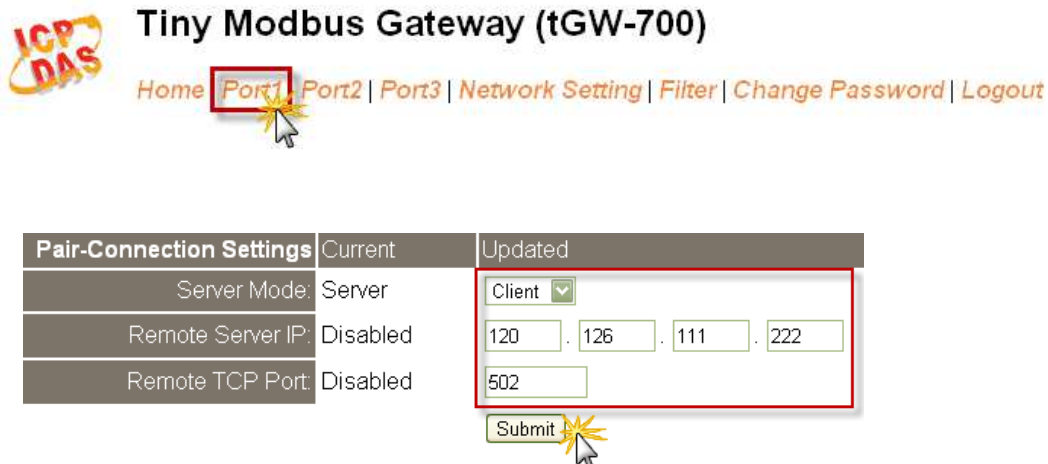 ICP DAS
Tiny Modbus Gateway (tGW-700)
Home | Port1 | Port2 | Port3 | Network Setting | Filter | Change Password | Logout
Pair-Connection Settings Current Updated
Server Mode: Server Client
Remote Server IP: Disabled 120 . 126 . 111 . 222
Remote TCP Port: Disabled 502
Submit